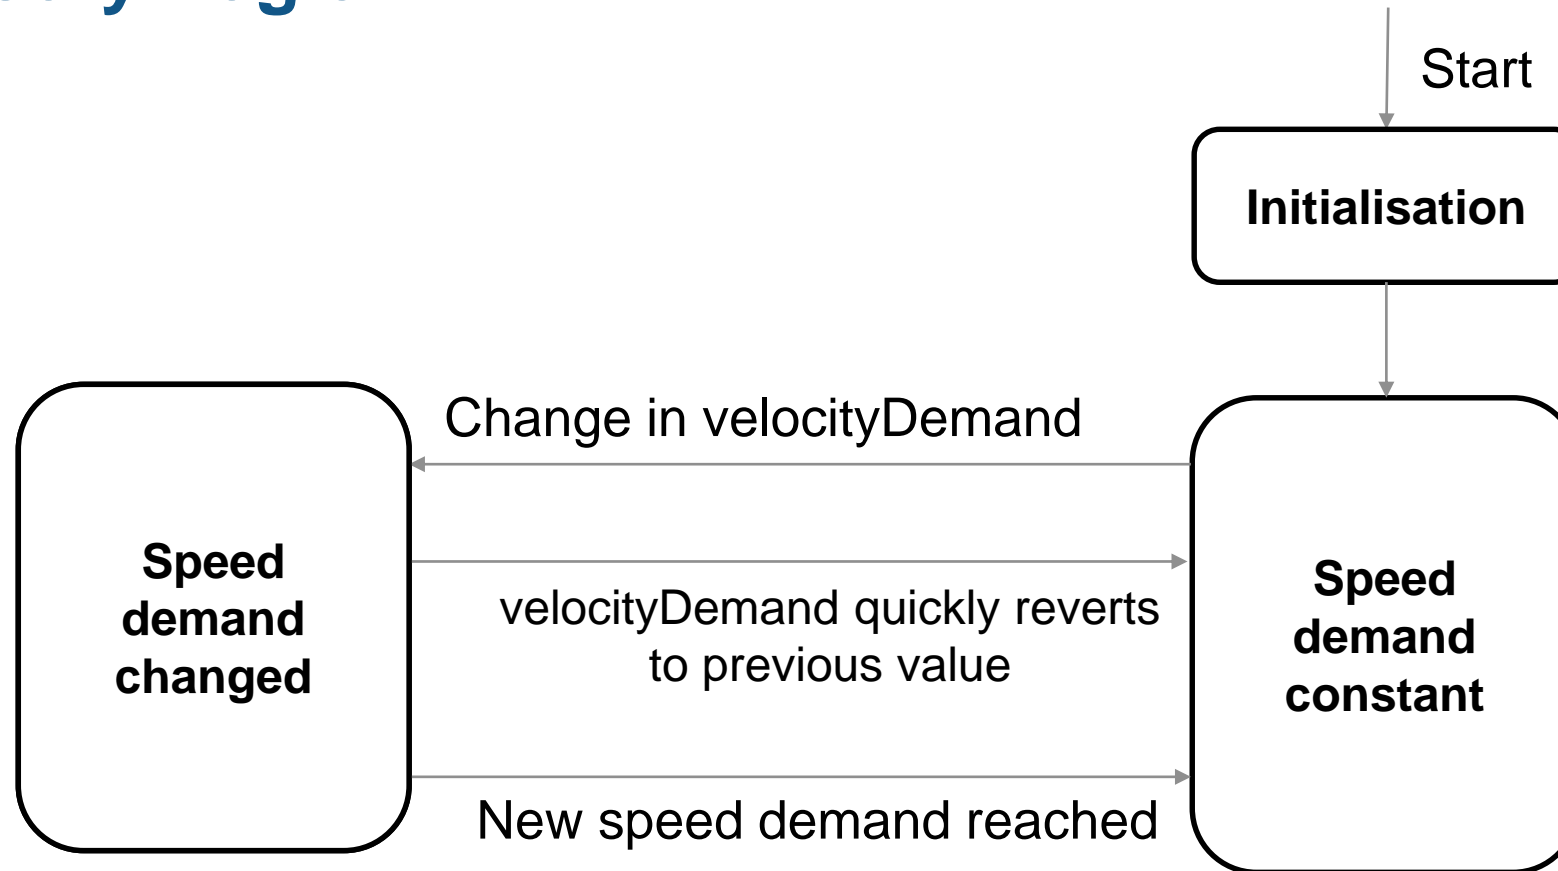 Start
Initialisation
Change in velocityDemand
Speed
demand
changed
velocityDemand quickly reverts
to previous value
Speed
demand
constant
New speed demand reached